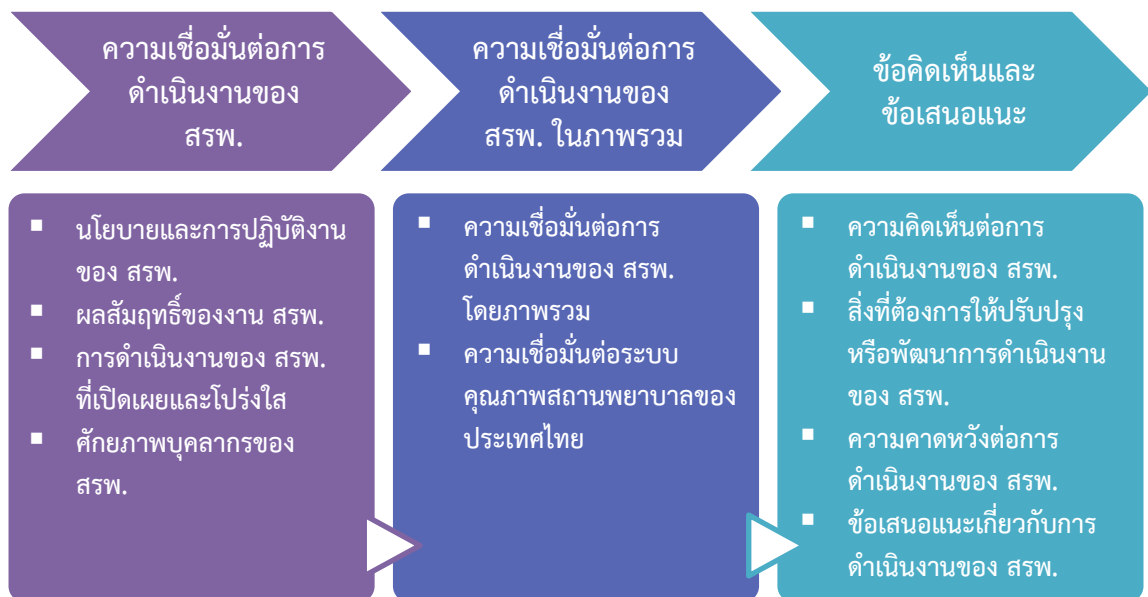 ความเชื่อมั่นต่อการ
ดำเนินงานของ
สรพ.
ความเชื่อมั่นต่อการ
ดำเนินงานของ
สรพ. ในภาพรวม
ข้อคิดเห็นและ
ข้อเสนอแนะ
▪ นโยบายและการปฏิบัติงาน
ของ สรพ.
▪ ผลสัมฤทธิ์ของงาน สรพ.
▪ การดำเนินงานของ สรพ.
ที่เปิดเผยและโปร่งใส
▪ ศักยภาพบุคลากรของ
สรพ.
▪ ความเชื่อมั่นต่อการ
ดำเนินงานของ สรพ.
โดยภาพรวม
▪ ความเชื่อมั่นต่อระบบ
คุณภาพสถานพยาบาลของ
ประเทศไทย
▪ ความคิดเห็นต่อการ
ดำเนินงานของ สรพ.
▪ สิ่งที่ต้องการให้ปรับปรุง
หรือพัฒนาการดำเนินงาน
ของ สรพ.
▪ ความคาดหวังต่อการ
ดำเนินงานของ สรพ.
▪ ข้อเสนอแนะเกี่ยวกับการ
ดำเนินงานของ สรพ.